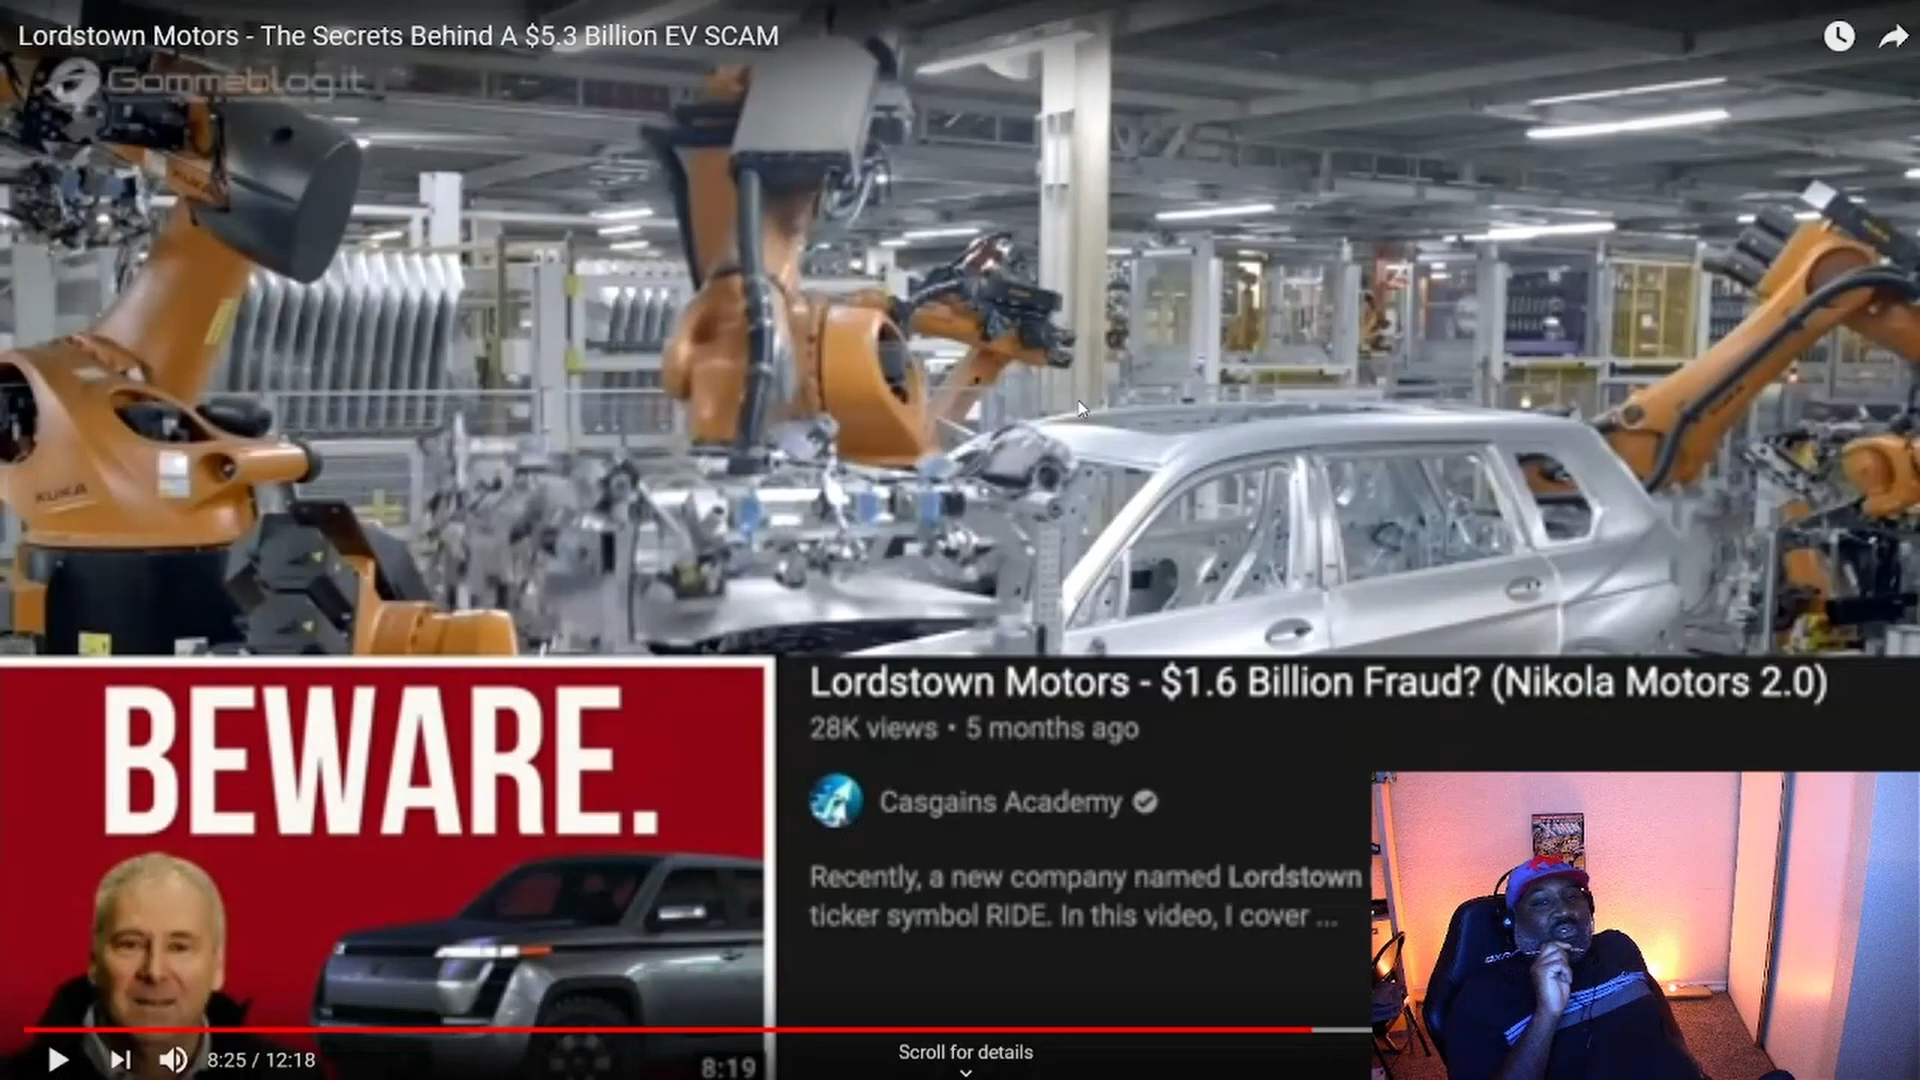 Lordstown Motors - The Secrets Behind A $5.3 Billion EV SCAM
Gommeblog.it
KUKA
KUKA
BEWARE.
8:19
Lordstown Motors - $1.6 Billion Fraud? (Nikola Motors 2.0)
28K views • 5 months ago
Casgains Academy
Recently, a new company named Lordstown
ticker symbol RIDE. In this video, I cover ...
X-MEN
8:25 / 12:18
Scroll for details